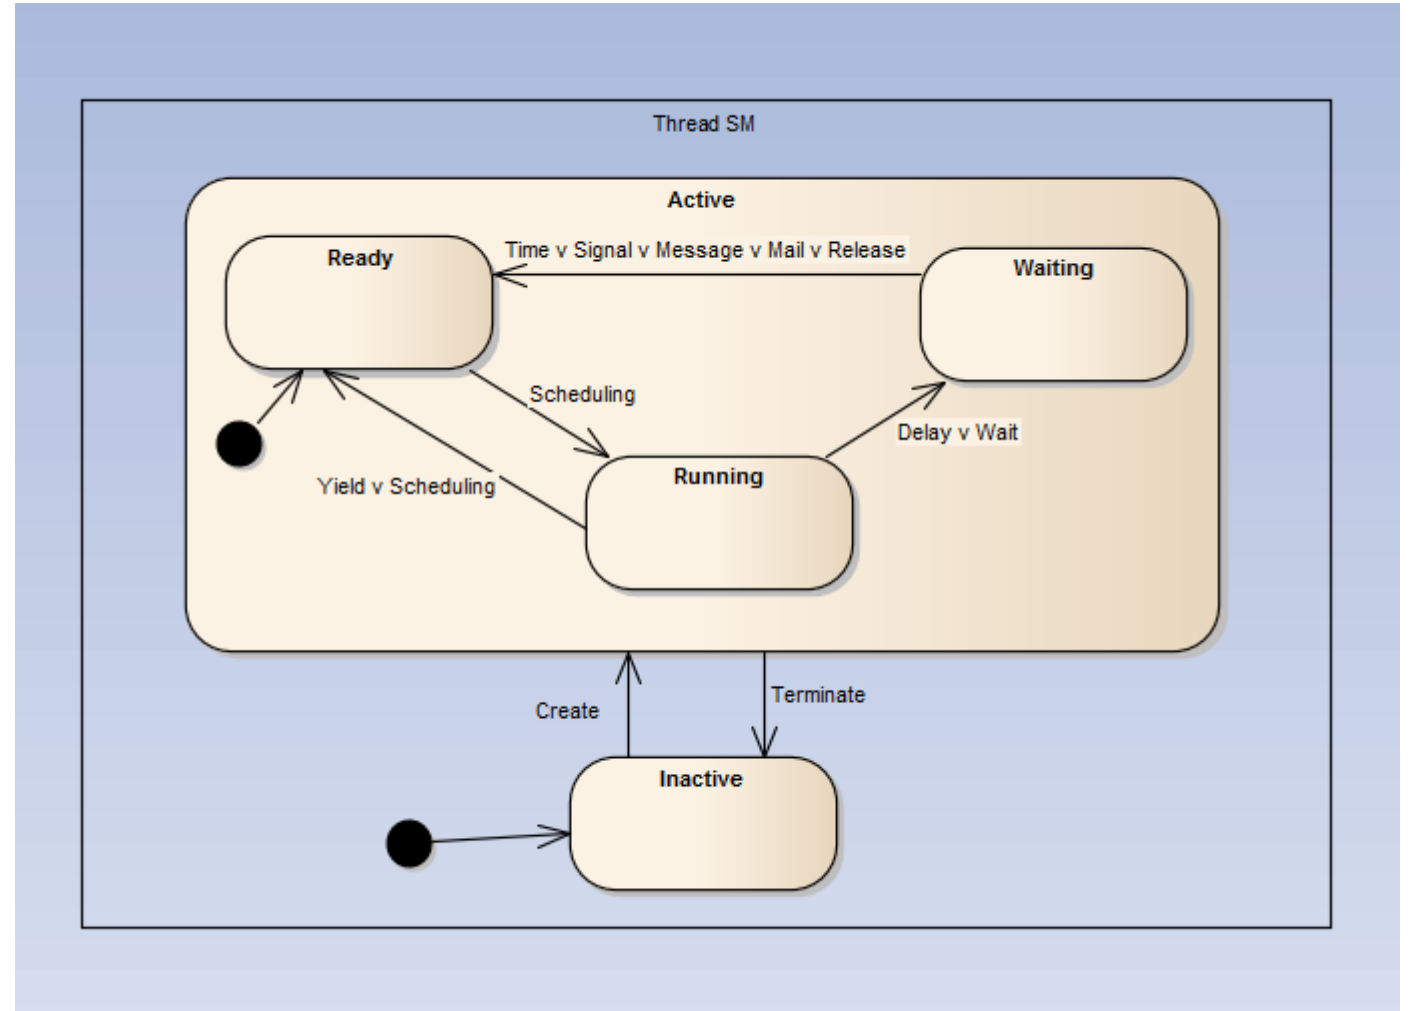 Thread SM
Active
Ready
Time v Signal v Message v Mail v Release
Waiting
Scheduling
Delay v Wait
Running
Yield v Scheduling
Create
Terminate
Inactive